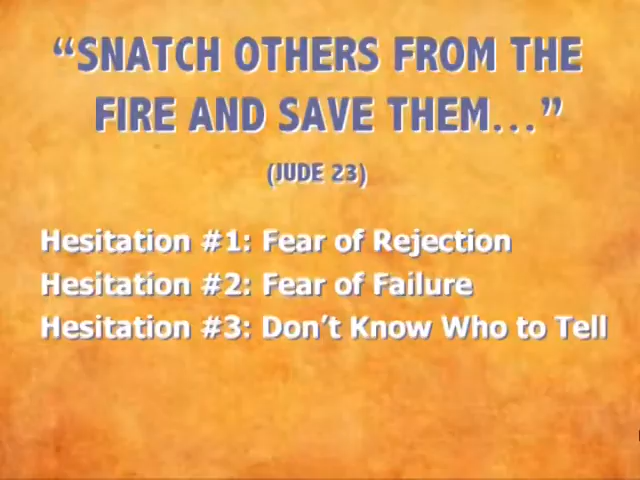 “SNATCH OTHERS FROM THE
FIRE AND SAVE THEM...”
(JUDE 23)
Hesitation #1: Fear of Rejection
Hesitation #2: Fear of Failure
Hesitation #3: Don’t Know Who to Tell